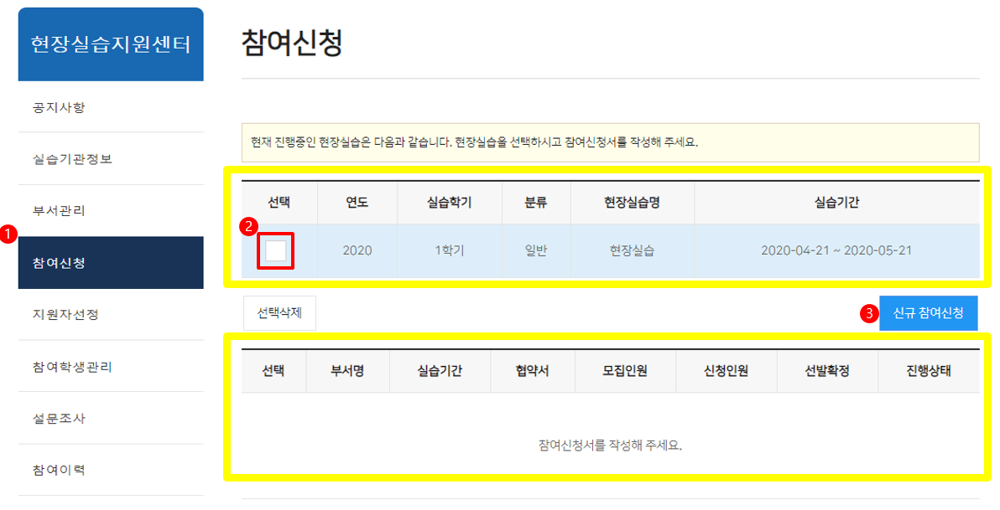 현장실습지원센터
공지사항
실습기관정보
부서관리
1
참여신청
지원자선정
참여학생관리
설문조사
참여이력
참여신청
현재 진행중인 현장실습은 다음과 같습니다. 현장실습을 선택하시고 참여신청서를 작성해 주세요.
선택 연도 실습학기 분류 현장실습명 실습기간
2
2020 1학기 일반 현장실습 2020-04-21 ~ 2020-05-21
선택삭제
3 신규 참여신청
선택 부서명 실습기간 협약서 모집인원 신청인원 선발확정 진행상태
참여신청서를 작성해 주세요.